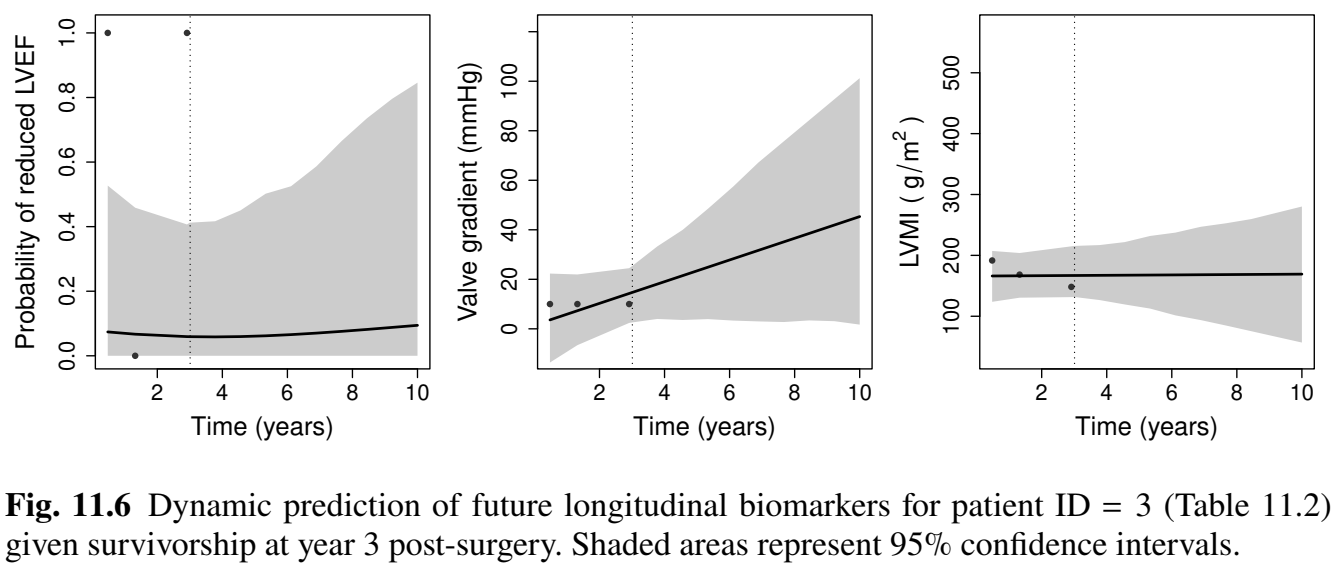 Probability of reduced LVEF
0.0 0.2 0.4 0.6 0.8 1.0
2 4 6 8 10
Time (years)
Valve gradient (mmHg)
0 20 40 60 80 100
2 4 6 8 10
Time (years)
LVMI ( g/m² )
100 200 300 400 500
2 4 6 8 10
Time (years)
Fig. 11.6 Dynamic prediction of future longitudinal biomarkers for patient ID = 3 (Table 11.2)
given survivorship at year 3 post-surgery. Shaded areas represent 95% confidence intervals.